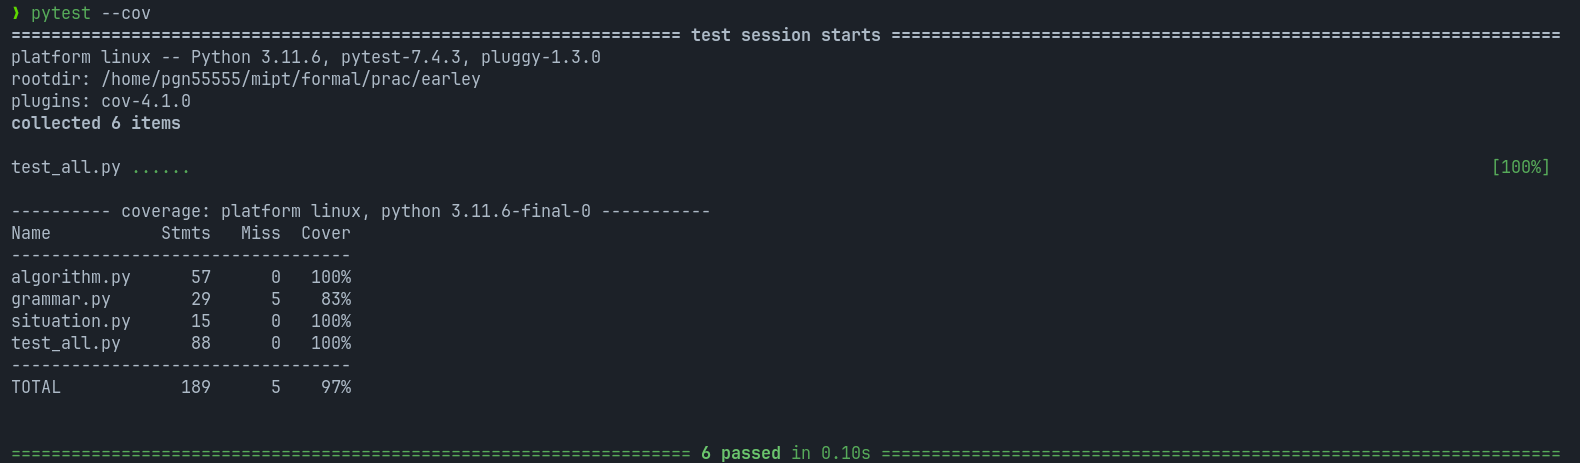 ❱ pytest --cov
=================================================================== test session starts ===================================================================
platform linux -- Python 3.11.6, pytest-7.4.3, pluggy-1.3.0
rootdir: /home/pgn55555/mipt/formal/prac/earley
plugins: cov-4.1.0
collected 6 items
test_all.py ...... [100%]
---------- coverage: platform linux, python 3.11.6-final-0 -----------
Name           Stmts   Miss  Cover
----------------------------------
algorithm.py      57      0   100%
grammar.py        29      5    83%
situation.py      15      0   100%
test_all.py       88      0   100%
----------------------------------
TOTAL            189      5    97%
==================================================================== 6 passed in 0.10s ====================================================================